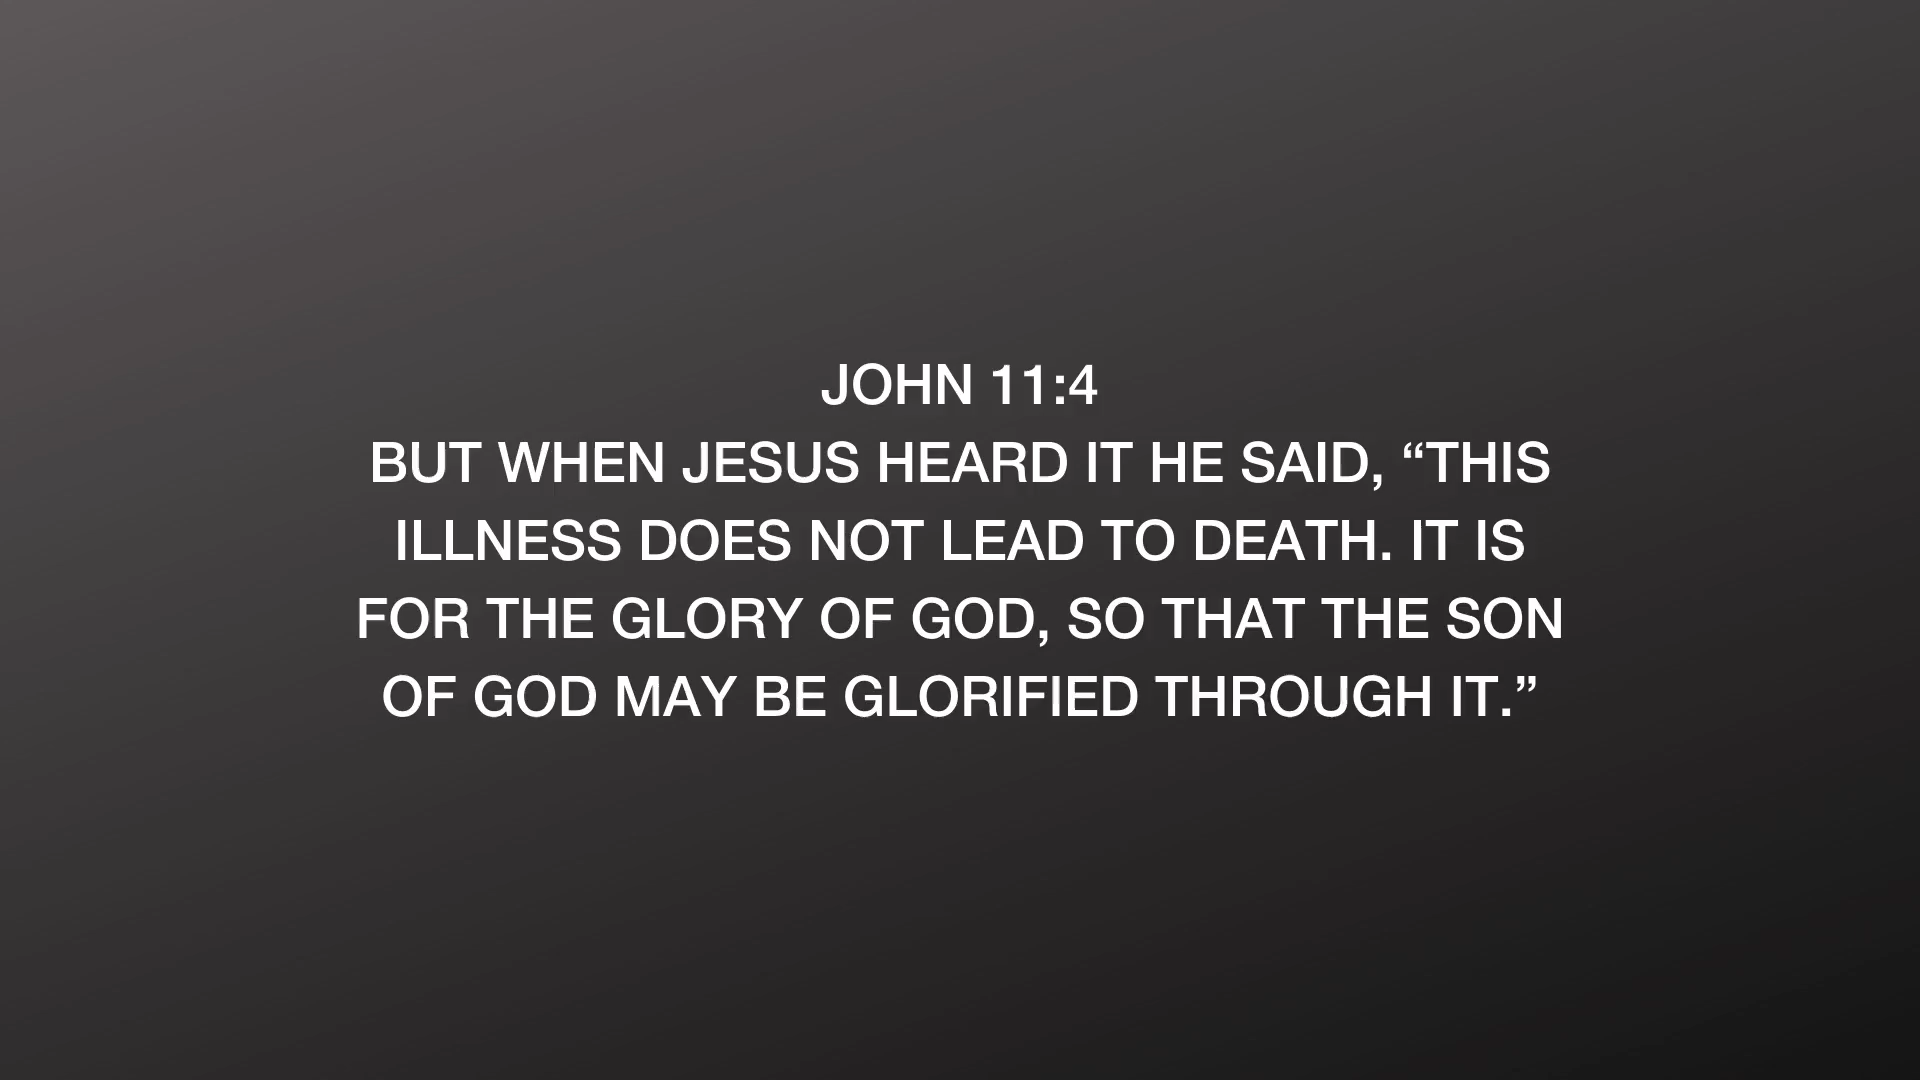 JOHN 11:4
BUT WHEN JESUS HEARD IT HE SAID, “THIS
ILLNESS DOES NOT LEAD TO DEATH. IT IS
FOR THE GLORY OF GOD, SO THAT THE SON
OF GOD MAY BE GLORIFIED THROUGH IT.”